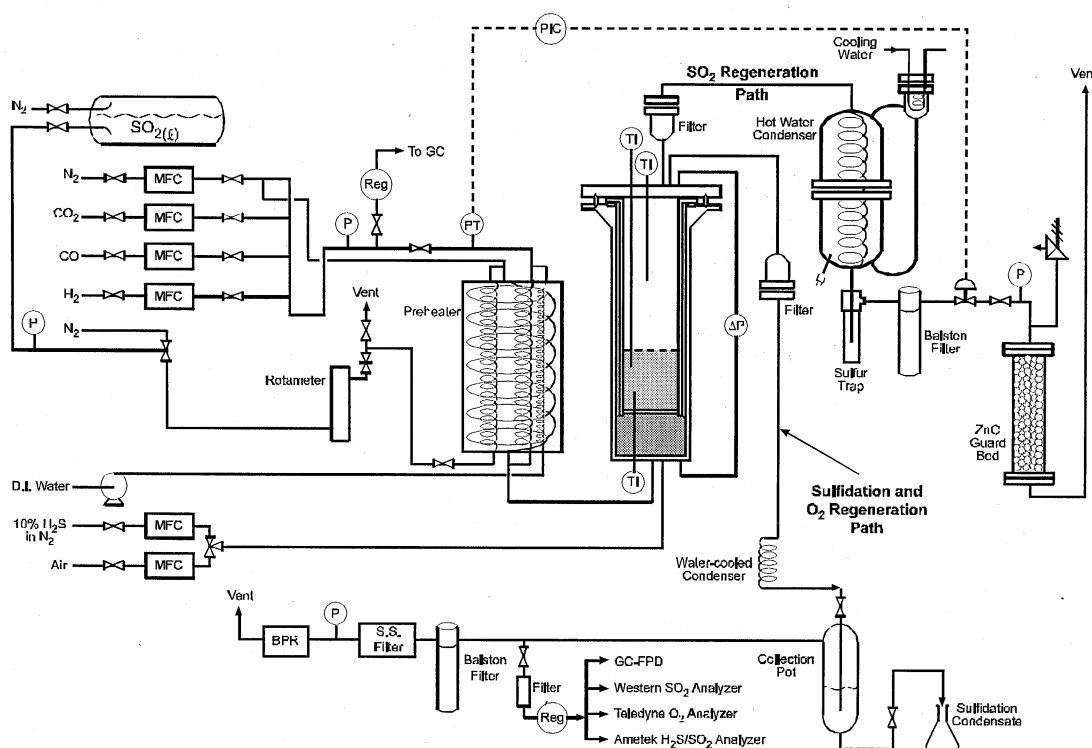 PIC
Cooling
Water
SO2 Regeneration
Path
Vent
N2
SO2(ℓ)
Filter
Hot Water
Condenser
To GC
TI
TI
N2
MFC
Reg
CO2
MFC
P
PT
CO
MFC
H2
MFC
P
Vent
Preheater
ΔP
Filter
P
N2
Rotameter
Sulfur
Trap
Balston
Filter
ZnO
Guard
Bed
D.I. Water
TI
Sulfidation and
O2 Regeneration
Path
10% H2S
in N2
MFC
Air
MFC
Water-cooled
Condenser
Vent
P
BPR
S.S.
Filter
Balston
Filter
Filter
Reg
GC-FPD
Western SO2 Analyzer
Teledyne O2 Analyzer
Ametek H2S/SO2 Analyzer
Collection
Pot
Sulfidation
Condensate